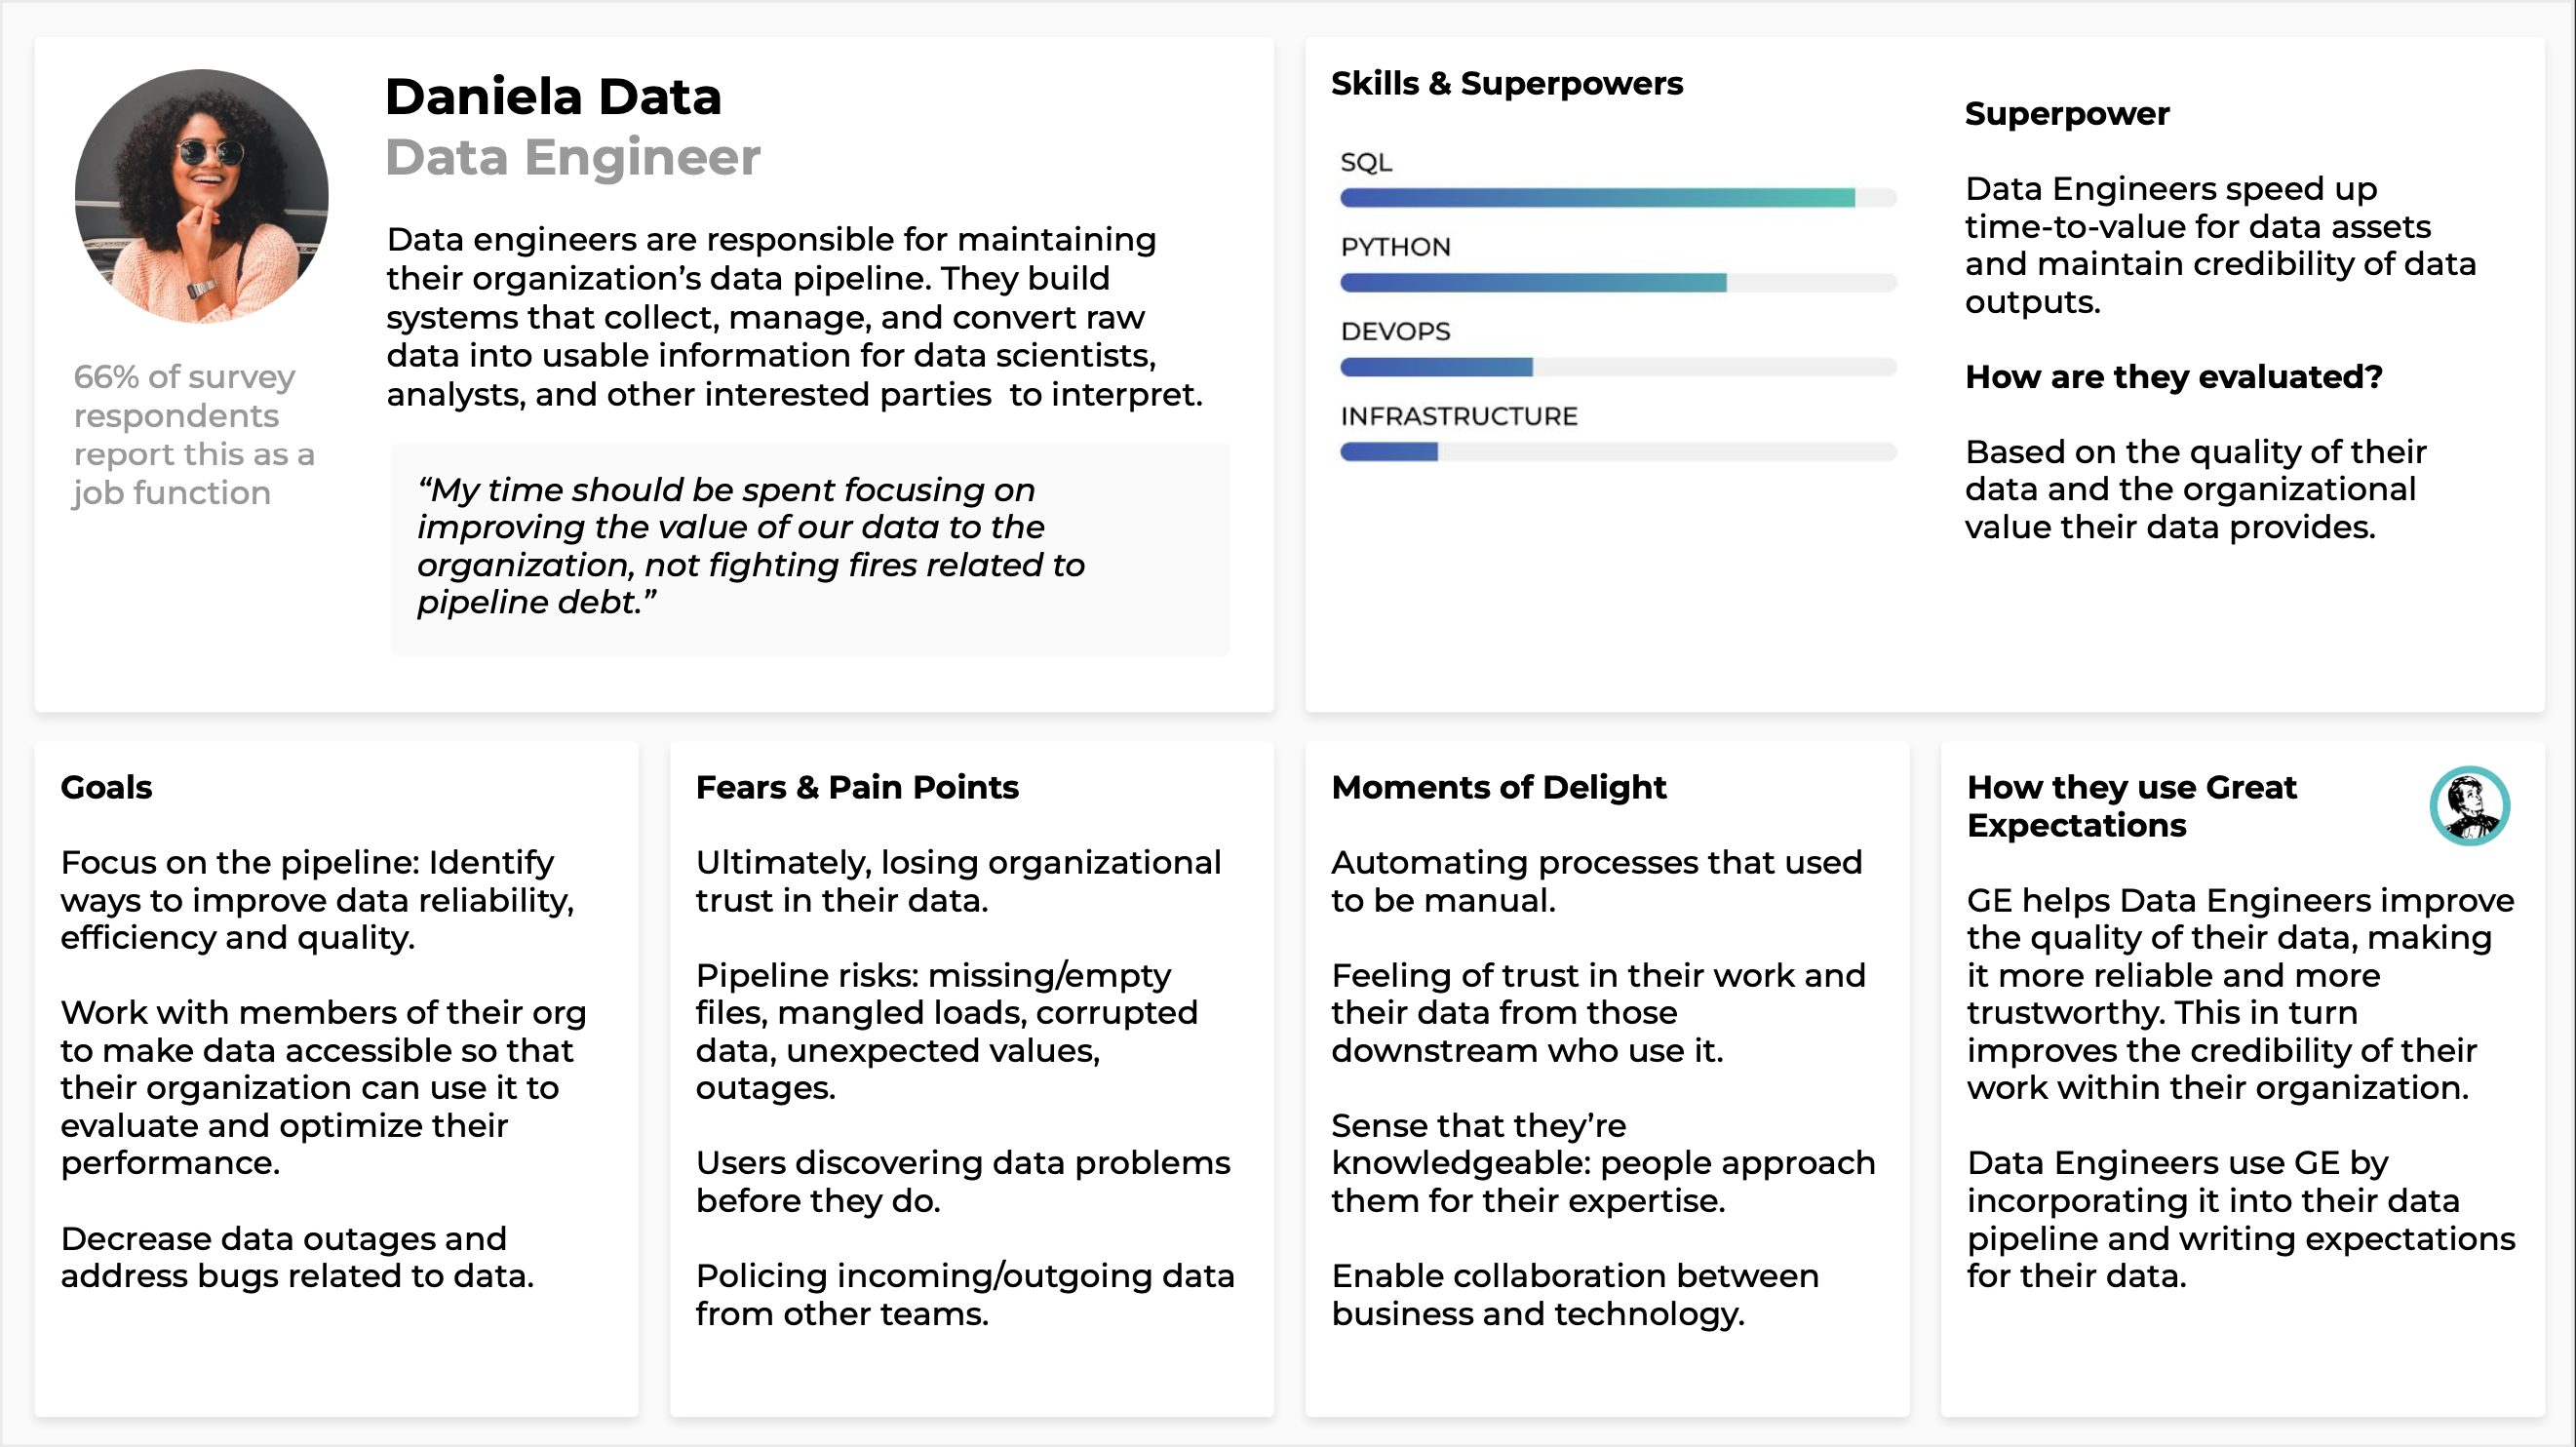 Daniela Data
Data Engineer
Data engineers are responsible for maintaining
their organization’s data pipeline. They build
systems that collect, manage, and convert raw
data into usable information for data scientists,
analysts, and other interested parties  to interpret.
66% of survey
respondents
report this as a
job function
“My time should be spent focusing on
improving the value of our data to the
organization, not fighting fires related to
pipeline debt.”
Skills & Superpowers
SQL
PYTHON
DEVOPS
INFRASTRUCTURE
Superpower
Data Engineers speed up
time-to-value for data assets
and maintain credibility of data
outputs.
How are they evaluated?
Based on the quality of their
data and the organizational
value their data provides.
Goals
Focus on the pipeline: Identify
ways to improve data reliability,
efficiency and quality.
Work with members of their org
to make data accessible so that
their organization can use it to
evaluate and optimize their
performance.
Decrease data outages and
address bugs related to data.
Fears & Pain Points
Ultimately, losing organizational
trust in their data.
Pipeline risks: missing/empty
files, mangled loads, corrupted
data, unexpected values,
outages.
Users discovering data problems
before they do.
Policing incoming/outgoing data
from other teams.
Moments of Delight
Automating processes that used
to be manual.
Feeling of trust in their work and
their data from those
downstream who use it.
Sense that they’re
knowledgeable: people approach
them for their expertise.
Enable collaboration between
business and technology.
How they use Great
Expectations
GE helps Data Engineers improve
the quality of their data, making
it more reliable and more
trustworthy. This in turn
improves the credibility of their
work within their organization.
Data Engineers use GE by
incorporating it into their data
pipeline and writing expectations
for their data.